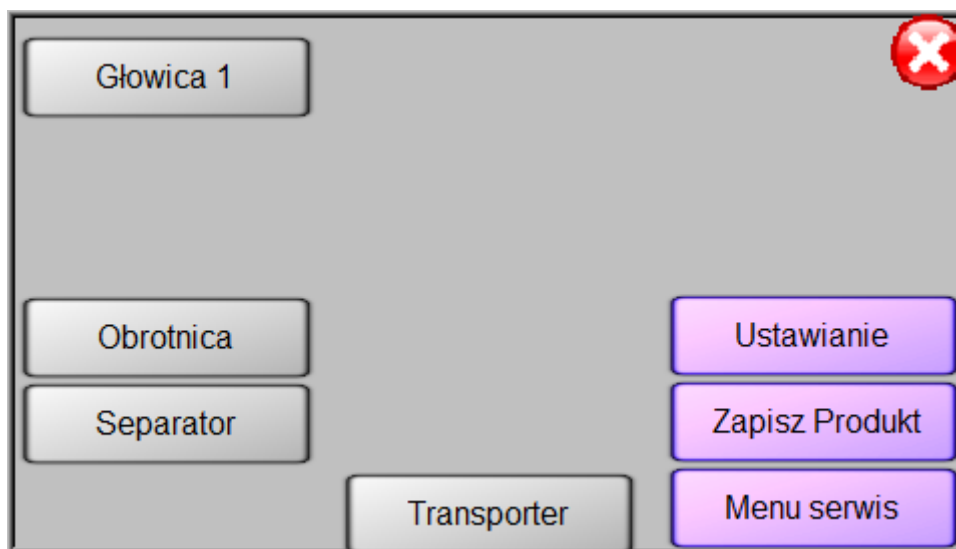 Głowica 1
Obrotnica
Ustawianie
Separator
Zapisz Produkt
Transporter
Menu serwis